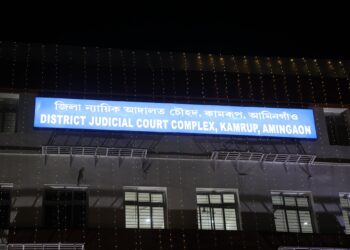 জিলা ন্যায়িক আদালত চৌহদ, কামৰূপ, আমিনগাঁও
DISTRICT JUDICIAL COURT COMPLEX, KAMRUP, AMINGAON